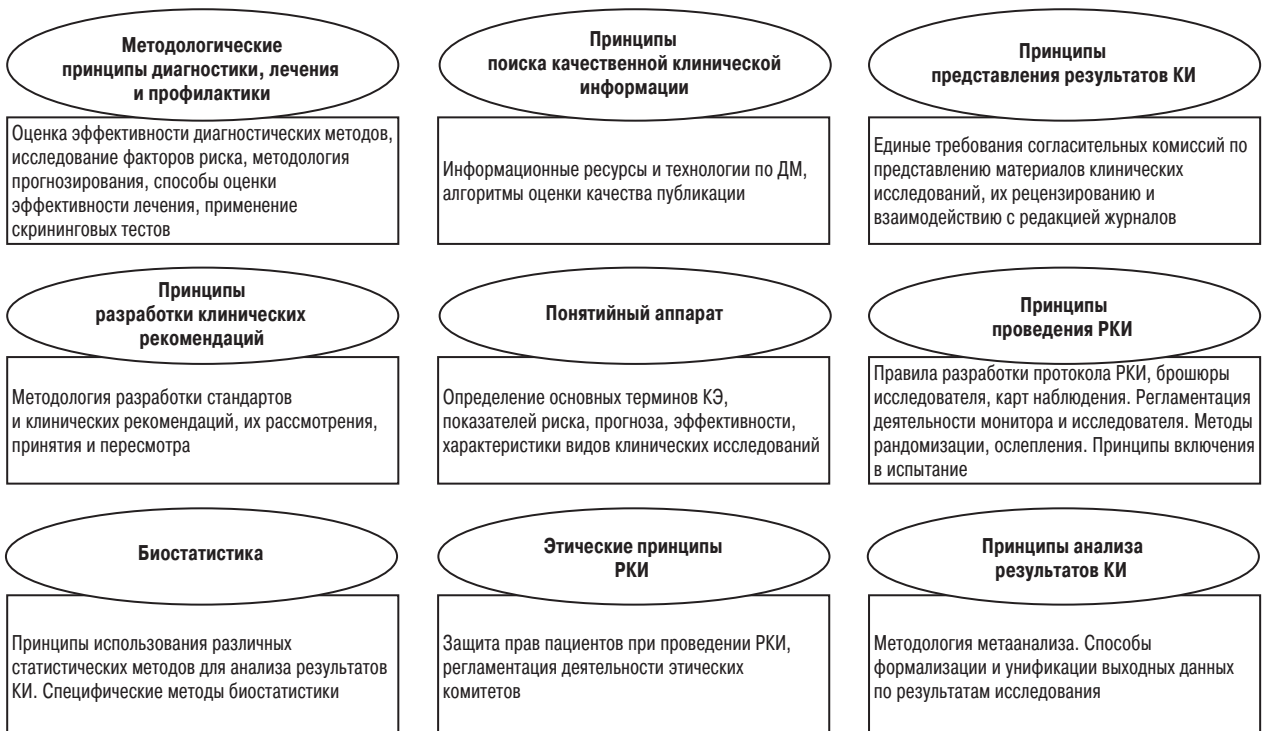 Методологические
принципы диагностики, лечения
и профилактики
Оценка эффективности диагностических методов,
исследование факторов риска, методология
прогнозирования, способы оценки
эффективности лечения, применение
скрининговых тестов
Принципы
поиска качественной клинической
информации
Информационные ресурсы и технологии по ДМ,
алгоритмы оценки качества публикации
Принципы
представления результатов КИ
Единые требования согласительных комиссий по
представлению материалов клинических
исследований, их рецензированию и
взаимодействию с редакцией журналов
Принципы
разработки клинических
рекомендаций
Методология разработки стандартов
и клинических рекомендаций, их рассмотрения,
принятия и пересмотра
Понятийный аппарат
Определение основных терминов КЭ,
показателей риска, прогноза, эффективности,
характеристики видов клинических исследований
Принципы
проведения РКИ
Правила разработки протокола РКИ, брошюры
исследователя, карт наблюдения. Регламентация
деятельности монитора и исследователя. Методы
рандомизации, ослепления. Принципы включения
в испытание
Биостатистика
Принципы использования различных
статистических методов для анализа результатов
КИ. Специфические методы биостатистики
Этические принципы
РКИ
Защита прав пациентов при проведении РКИ,
регламентация деятельности этических
комитетов
Принципы анализа
результатов КИ
Методология метаанализа. Способы
формализации и унификации выходных данных
по результатам исследования